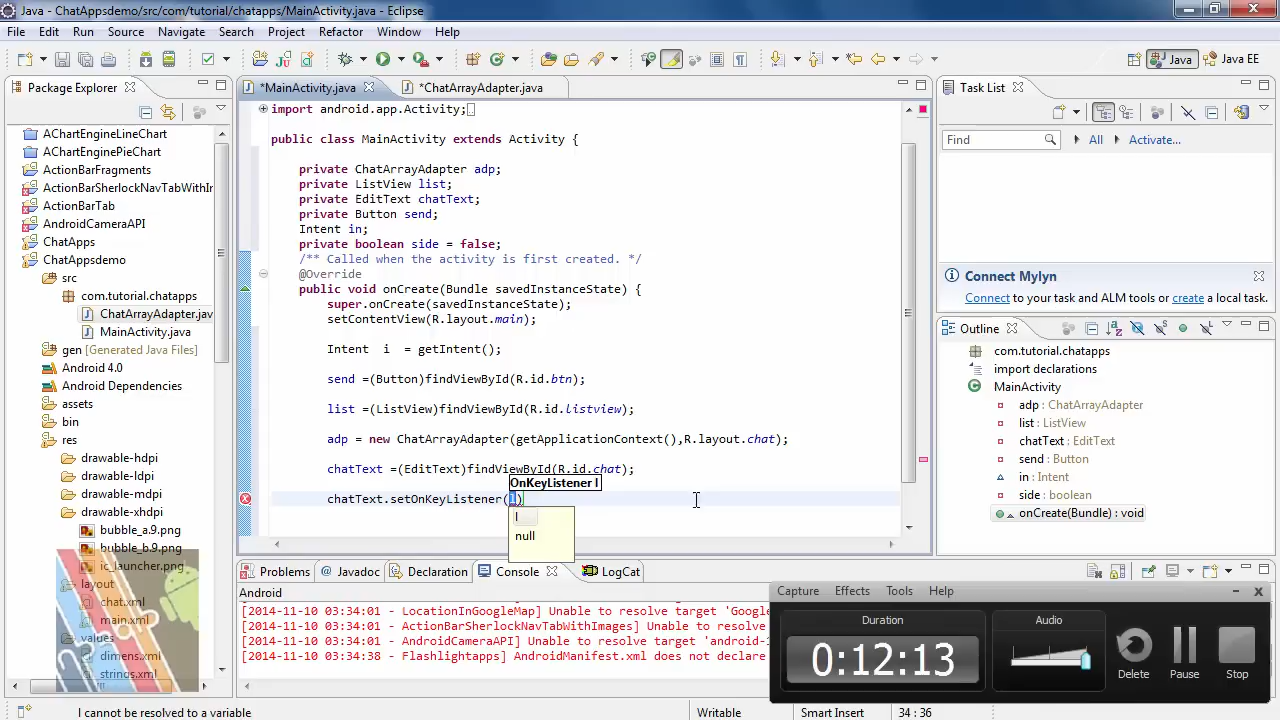 Java - ChatAppsdemo/src/com/tutorial/chatapps/MainActivity.java - Eclipse
File Edit Navigate Search Project Refactor Window Help
Run Source
Java Java EE
Package Explorer
*MainActivity.java *ChatArrayAdapter.java
Task List
AChartEngineLineChart
AChartEnginePieChart
ActionBarFragments
ActionBarSherlockNavTabWithIr
ActionBarTab
AndroidCameraAPI
ChatApps
ChatAppsdemo
src
com.tutorial.chatapps
ChatArrayAdapter.jav
MainActivity.java
gen [Generated Java Files]
Android 4.0
Android Dependencies
assets
bin
res
drawable-hdpi
drawable-ldpi
drawable-mdpi
drawable-xhdpi
bubble_a.9.png
bubble_b.9.png
ic_launcher.png
layout
chat.xml
main.xml
values
dimens.xml
strings.xml
import android.app.Activity;
public class MainActivity extends Activity {
private ChatArrayAdapter adp;
private ListView list;
private EditText chatText;
private Button send;
Intent in;
private boolean side = false;
/** Called when the activity is first created. */
@Override
public void onCreate(Bundle savedInstanceState) {
super.onCreate(savedInstanceState);
setContentView(R.layout.main);
Intent i = getIntent();
send =(Button)findViewById(R.id.btn);
list =(ListView)findViewById(R.id.listview);
adp = new ChatArrayAdapter(getApplicationContext(),R.layout.chat);
chatText =(EditText)findViewById(R.id.chat);
OnKeyListener l
chatText.setOnKeyListener(l)
l
null
Find All Activate...
Connect Mylyn
Connect to your task and ALM tools or create a local task.
Outline
com.tutorial.chatapps
import declarations
MainActivity
adp : ChatArrayAdapter
list : ListView
chatText : EditText
send : Button
in : Intent
side : boolean
onCreate(Bundle) : void
Problems Javadoc Declaration Console LogCat
Android
[2014-11-10 03:34:01 - LocationInGoogleMap] Unable to resolve target 'Google
[2014-11-10 03:34:01 - ActionBarSherlockNavTabWithImages] Unable to resolve
[2014-11-10 03:34:01 - AndroidCameraAPI] Unable to resolve target 'android-1
[2014-11-10 03:34:38 - Flashlightapps] AndroidManifest.xml does not declare
Capture Effects Tools Help
Duration
0:12:13
Audio
Delete Pause Stop
l cannot be resolved to a variable
Writable Smart Insert 34 : 36